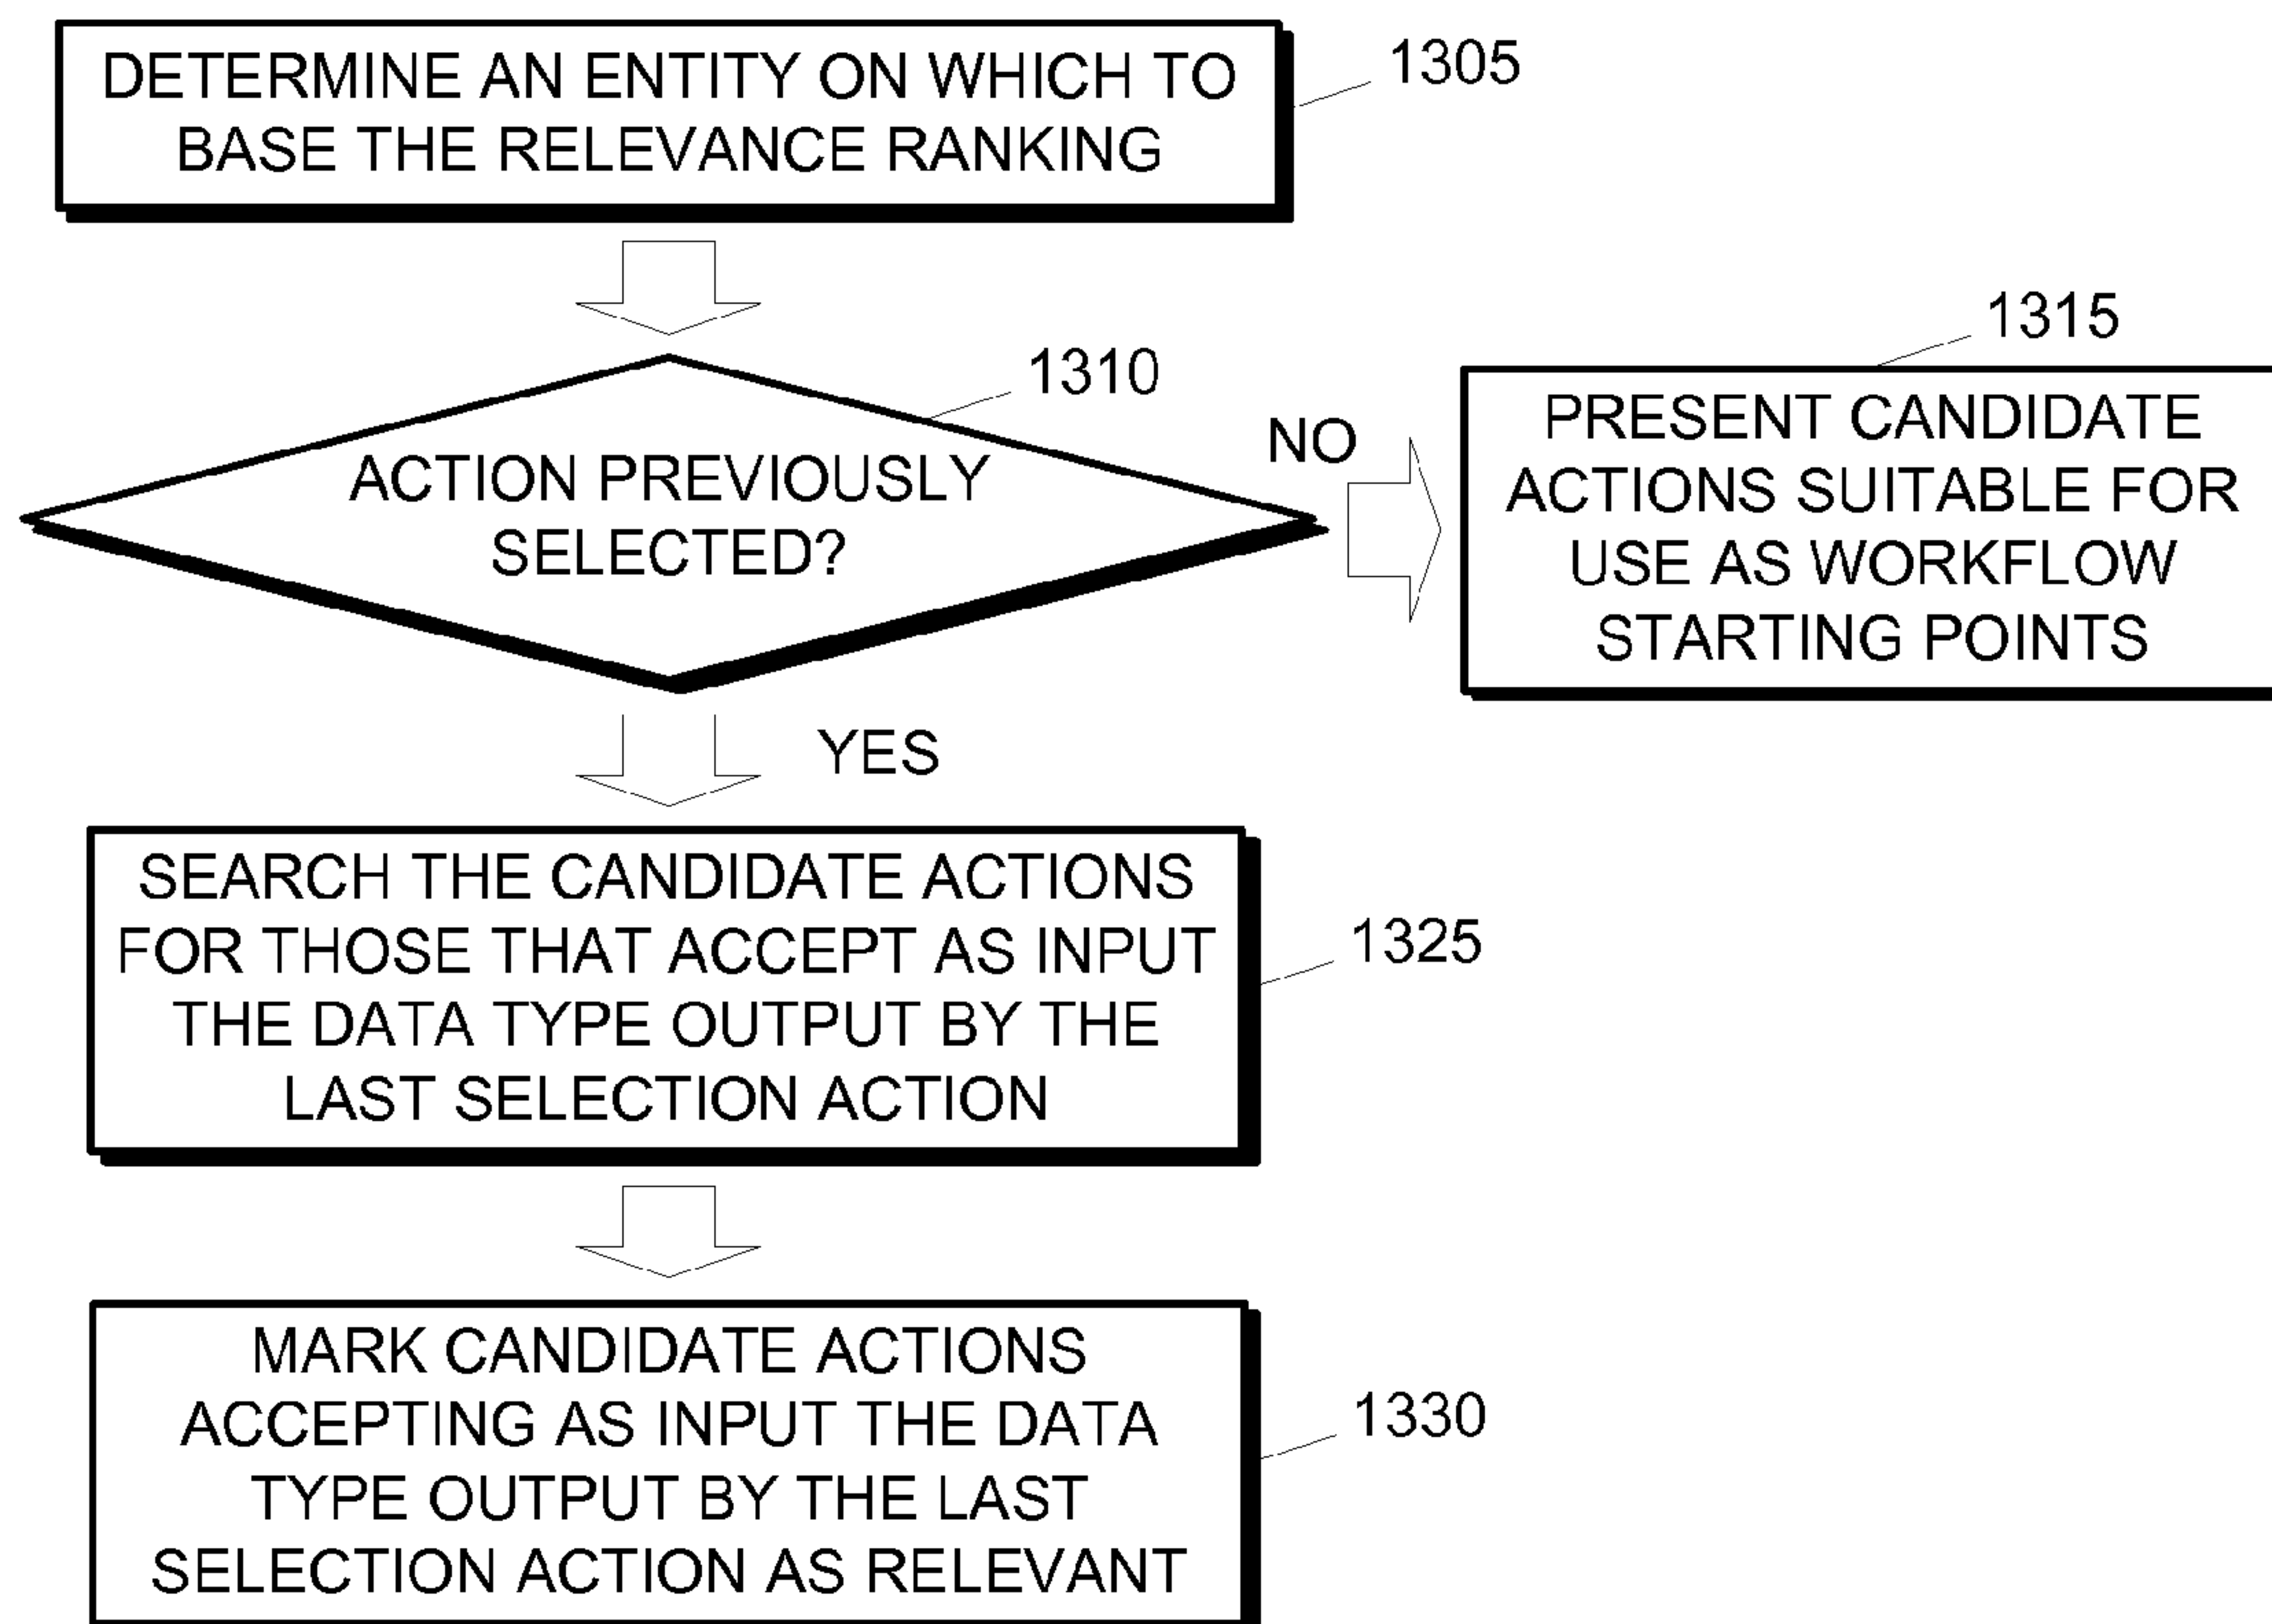 DETERMINE AN ENTITY ON WHICH TO
BASE THE RELEVANCE RANKING
1305
1310
ACTION PREVIOUSLY
SELECTED?
NO
1315
PRESENT CANDIDATE
ACTIONS SUITABLE FOR
USE AS WORKFLOW
STARTING POINTS
YES
SEARCH THE CANDIDATE ACTIONS
FOR THOSE THAT ACCEPT AS INPUT
THE DATA TYPE OUTPUT BY THE
LAST SELECTION ACTION
1325
MARK CANDIDATE ACTIONS
ACCEPTING AS INPUT THE DATA
TYPE OUTPUT BY THE LAST
SELECTION ACTION AS RELEVANT
1330